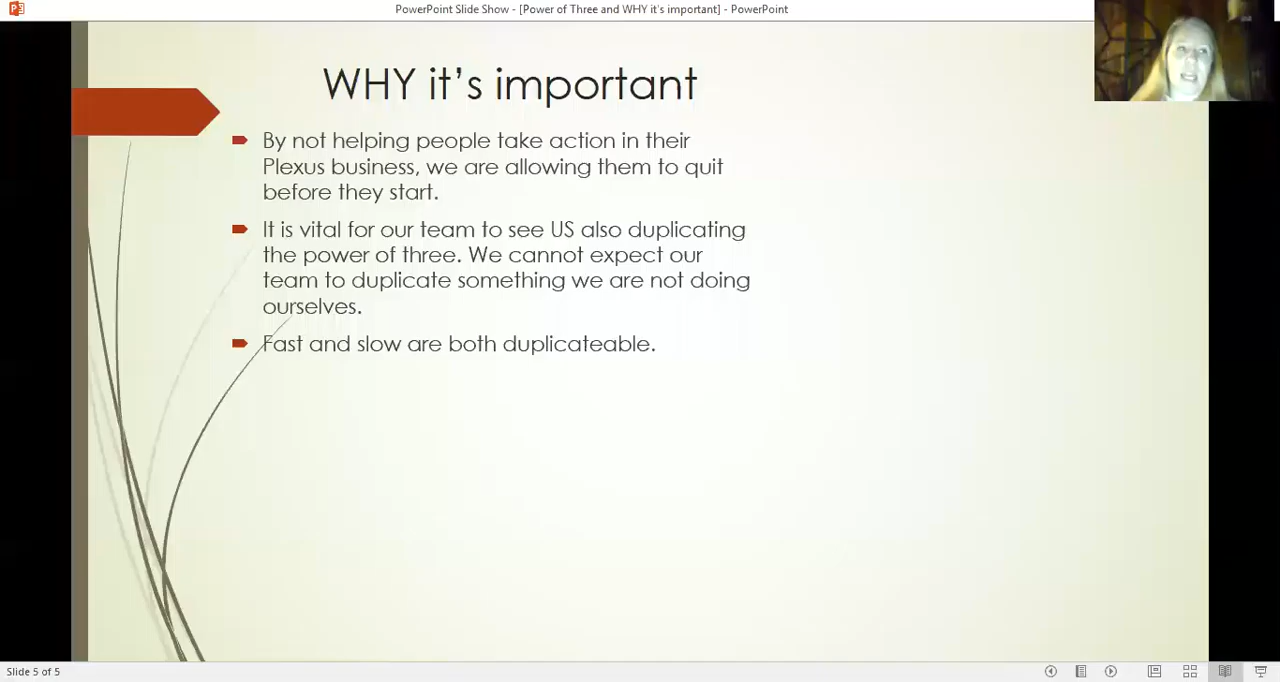 PowerPoint Slide Show - [Power of Three and WHY it's important] - PowerPoint
WHY it's important
By not helping people take action in their
Plexus business, we are allowing them to quit
before they start.
It is vital for our team to see US also duplicating
the power of three. We cannot expect our
team to duplicate something we are not doing
ourselves.
Fast and slow are both duplicateable.
Slide 5 of 5